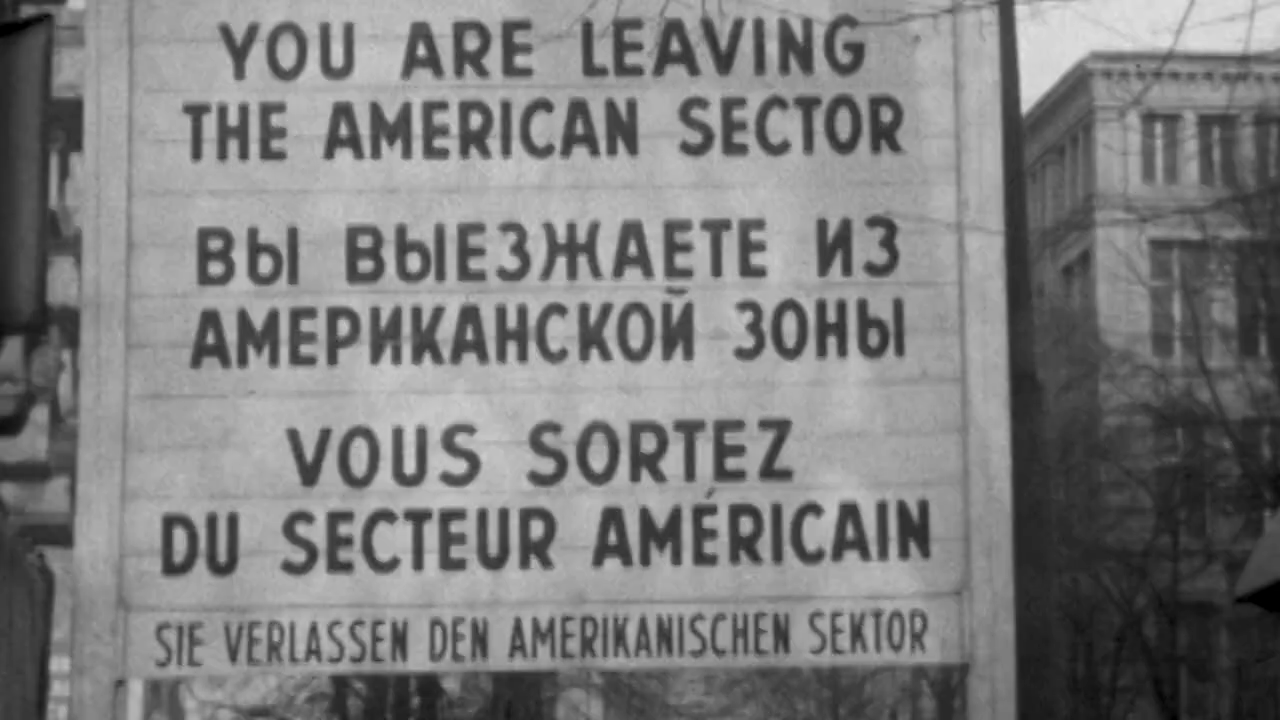 YOU ARE LEAVING
THE AMERICAN SECTOR
ВЫ ВЫЕЗЖАЕТЕ ИЗ
АМЕРИКАНСКОЙ ЗОНЫ
VOUS SORTEZ
DU SECTEUR AMÉRICAIN
SIE VERLASSEN DEN AMERIKANISCHEN SEKTOR